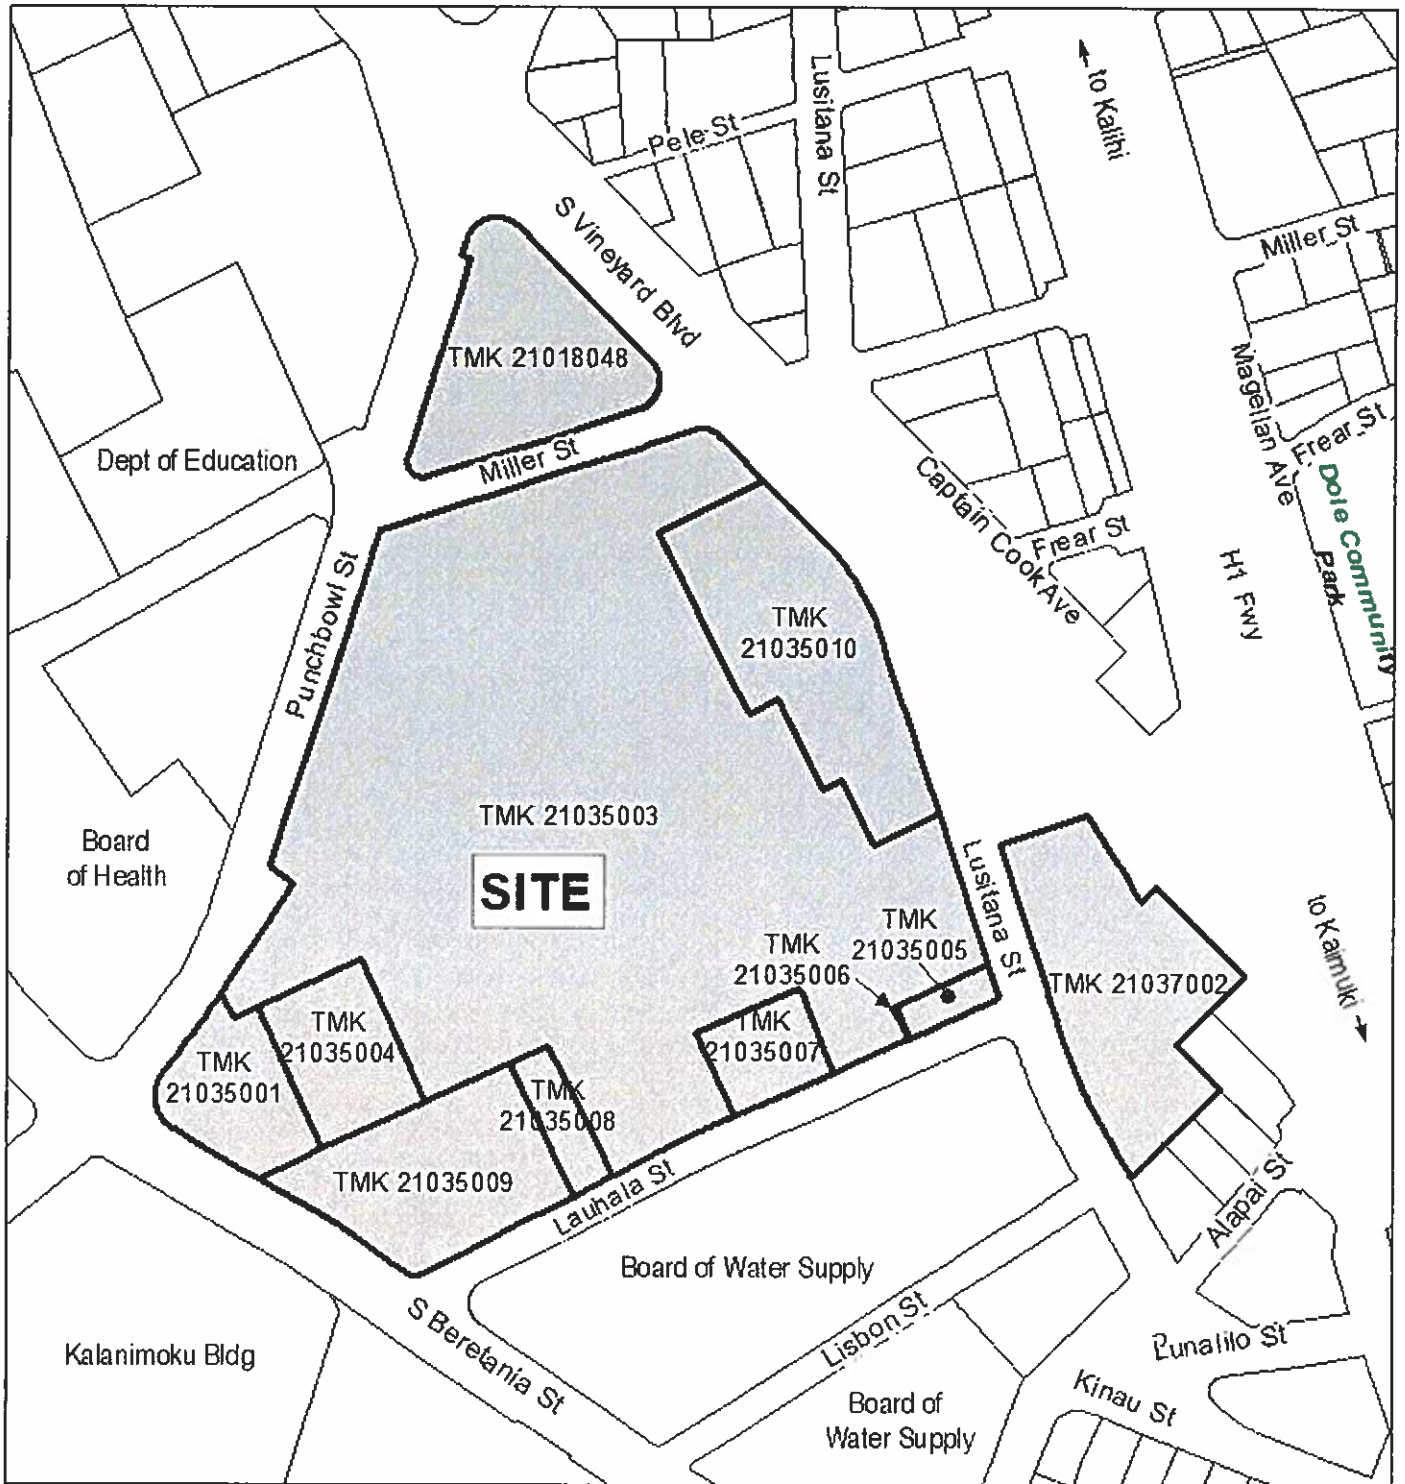 Lusitana St
to Kalihi
Pele St
S Vineyard Blvd
Miller St
TMK 21018048
Magellan Ave
Frear St
Dept of Education
Miller St
Captain Cook Ave
Dole Community
Park
Frear St
H1 Fwy
Punchbowl St
TMK
21035010
TMK 21035003
Board
of Health
SITE
Lusitana St
TMK
21035005
TMK
21035006
to Kaimuki
TMK 21037002
TMK
21035004
TMK
21035007
TMK
21035001
TMK
21035008
TMK 21035009
Lauhala St
Alapai St
Board of Water Supply
S Beretania St
Lisbon St
Punalilo St
Kalanimoku Bldg
Kinau St
Board of
Water Supply